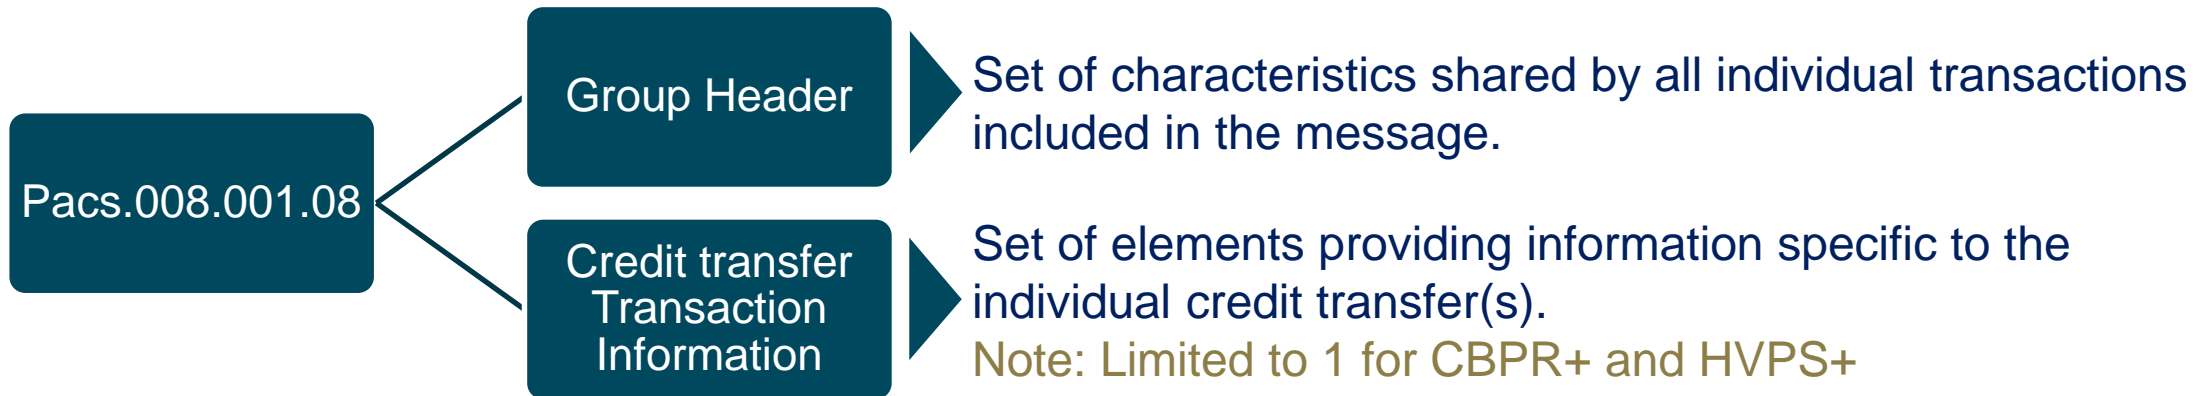 Pacs.008.001.08
Group Header
Set of characteristics shared by all individual transactions
included in the message.
Credit transfer
Transaction
Information
Set of elements providing information specific to the
individual credit transfer(s).
Note: Limited to 1 for CBPR+ and HVPS+